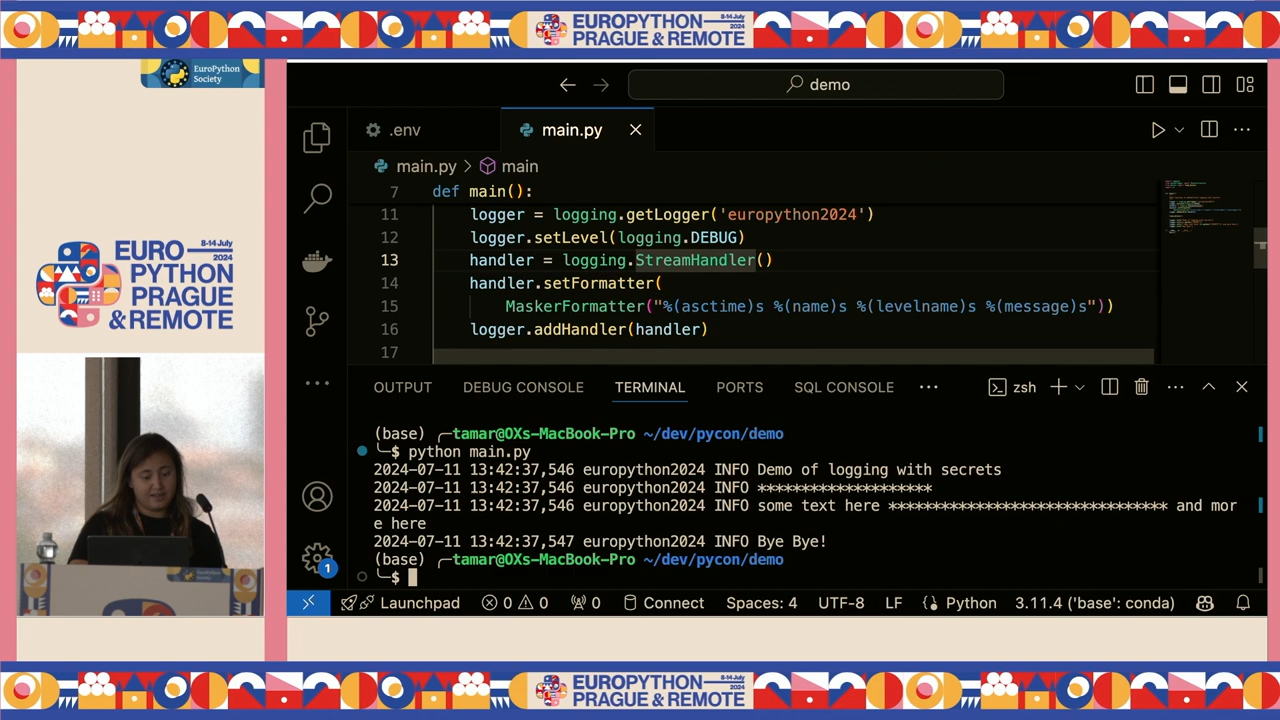 EUROPYTHON 8-14 July 2024
PRAGUE & REMOTE
EuroPython
Society
demo
.env
main.py
main.py > main
7 def main():
11 logger = logging.getLogger('europython2024')
12 logger.setLevel(logging.DEBUG)
13 handler = logging.StreamHandler()
14 handler.setFormatter(
15 MaskerFormatter("%(asctime)s %(name)s %(levelname)s %(message)s"))
16 logger.addHandler(handler)
17
OUTPUT DEBUG CONSOLE TERMINAL PORTS SQL CONSOLE ... zsh
(base) ╭─tamar@OXs-MacBook-Pro ~/dev/pycon/demo
╰─$ python main.py
2024-07-11 13:42:37,546 europython2024 INFO Demo of logging with secrets
2024-07-11 13:42:37,546 europython2024 INFO ********************
2024-07-11 13:42:37,546 europython2024 INFO some text here ******************************** and mor
e here
2024-07-11 13:42:37,547 europython2024 INFO Bye Bye!
(base) ╭─tamar@OXs-MacBook-Pro ~/dev/pycon/demo
╰─$
1
Launchpad 0 0 0 Connect Spaces: 4 UTF-8 LF Python 3.11.4 ('base': conda)
EURO 8-14 July
2024
PYTHON
PRAGUE
& REMOTE
EUROPYTHON 8-14 July 2024
PRAGUE & REMOTE